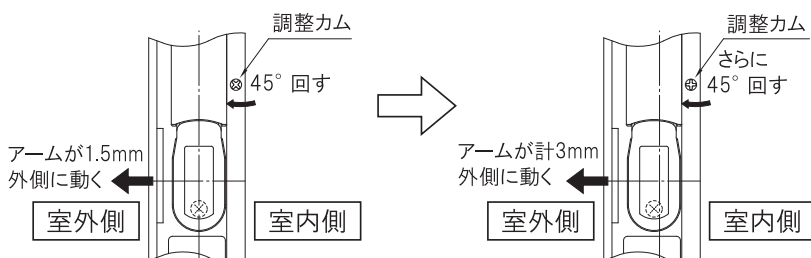 調整カム
45° 回す
アームが1.5mm
外側に動く
室外側
室内側
調整カム
さらに
45° 回す
アームが計3mm
外側に動く
室外側
室内側